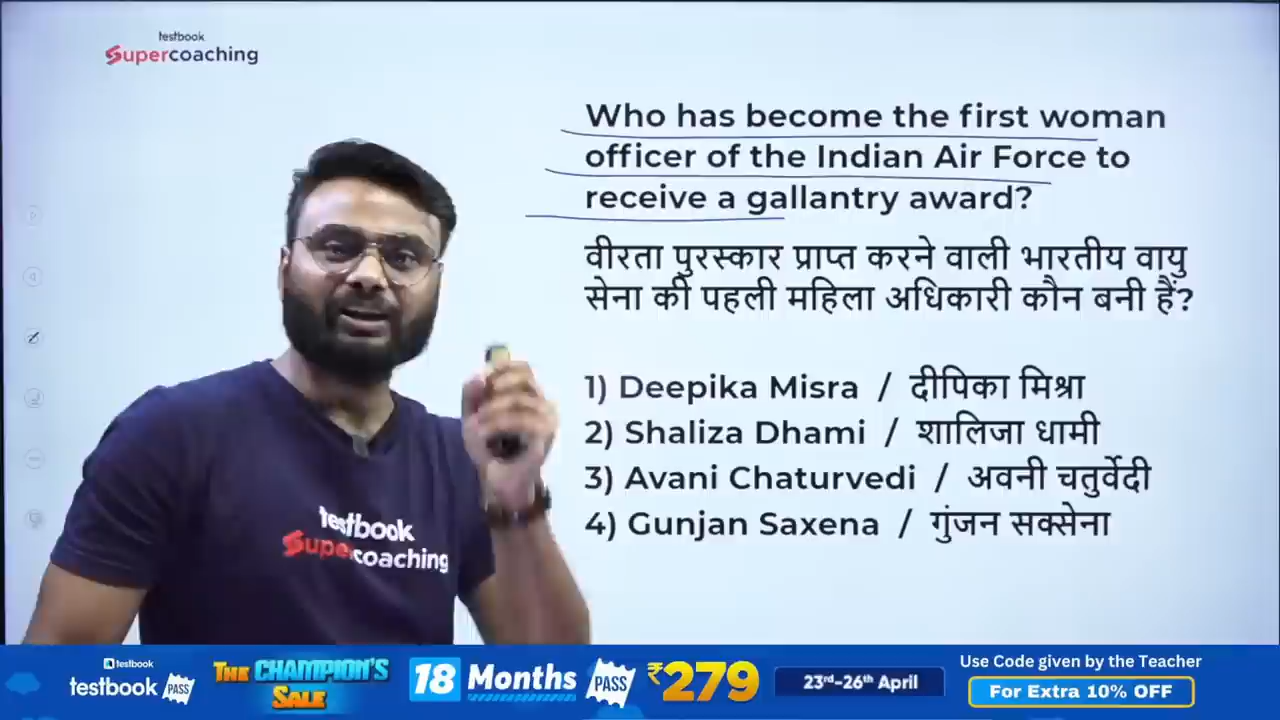 testbook
Supercoaching
Who has become the first woman
officer of the Indian Air Force to
receive a gallantry award?
वीरता पुरस्कार प्राप्त करने वाली भारतीय वायु
सेना की पहली महिला अधिकारी कौन बनी हैं?
1) Deepika Misra / दीपिका मिश्रा
2) Shaliza Dhami / शालिजा धामी
3) Avani Chaturvedi / अवनी चतुर्वेदी
4) Gunjan Saxena / गुंजन सक्सेना
testbook
Supercoaching
testbook
testbook PASS
THE CHAMPION'S
SALE
18 Months PASS ₹279
23rd-26th April
Use Code given by the Teacher
For Extra 10% OFF